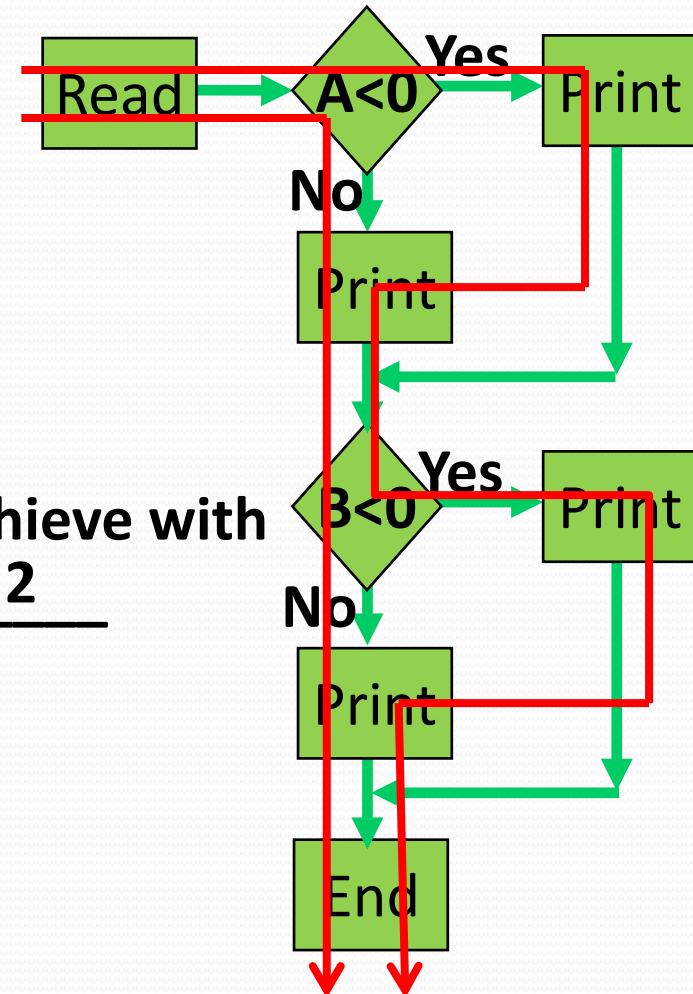 Read
A<0
Yes
Print
No
Print
B<0
Yes
Print
hieve with
2
No
Print
End